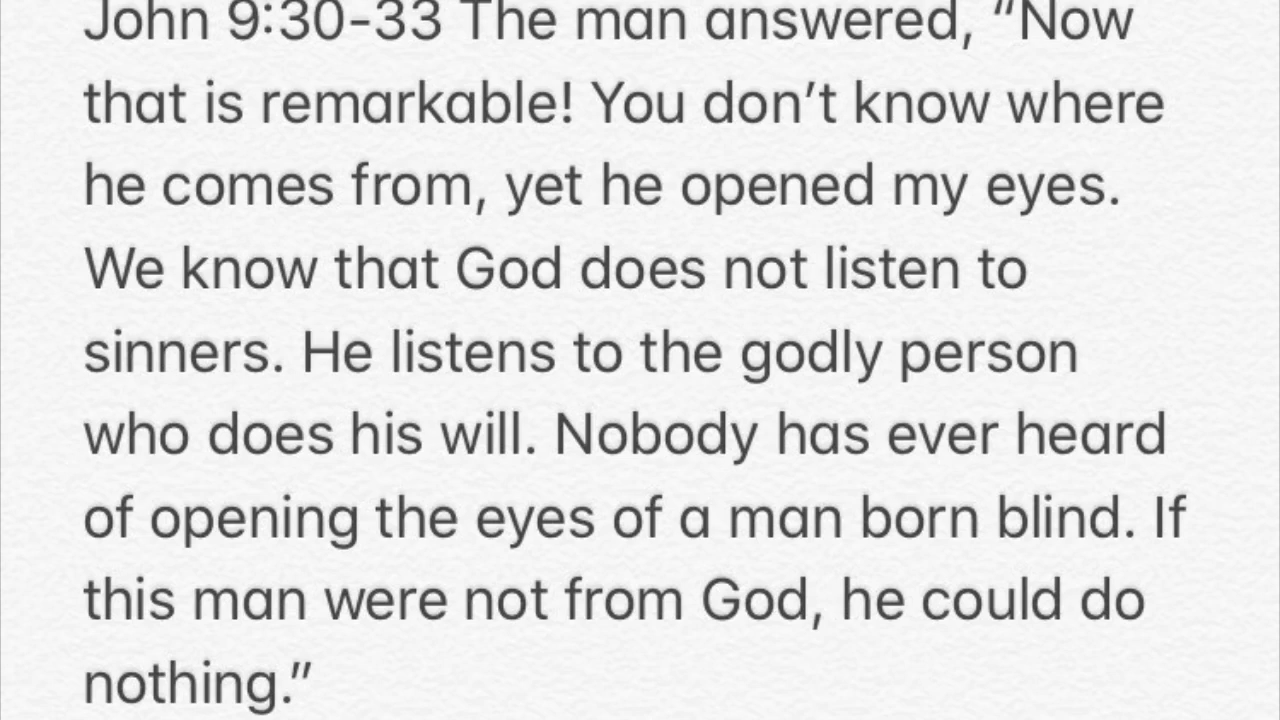 John 9:30-33 The man answered, “Now
that is remarkable! You don’t know where
he comes from, yet he opened my eyes.
We know that God does not listen to
sinners. He listens to the godly person
who does his will. Nobody has ever heard
of opening the eyes of a man born blind. If
this man were not from God, he could do
nothing.”